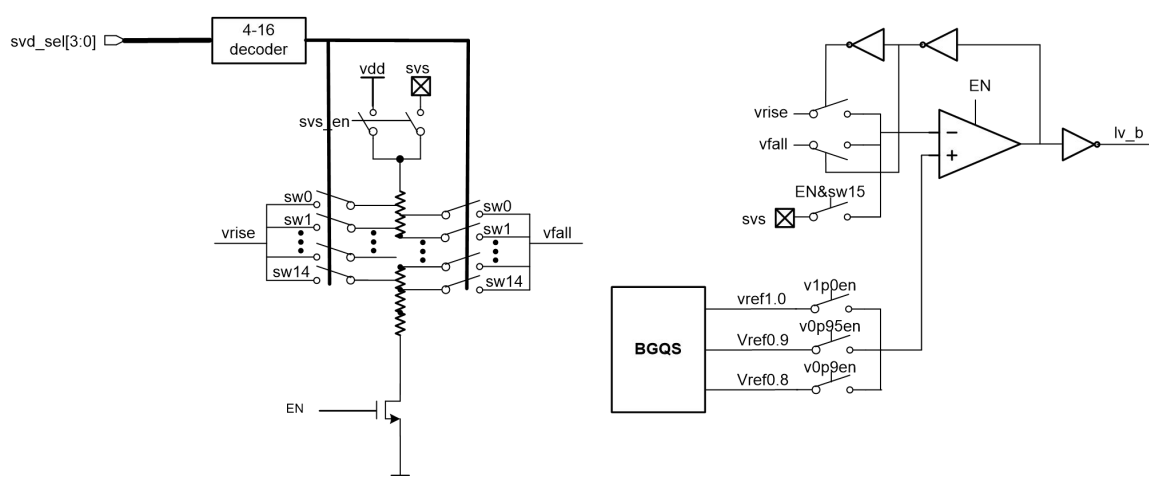 svd_sel[3:0]
4-16
decoder
vdd
svs
svs_en
sw0
sw1
sw14
vrise
sw0
sw1
sw14
vfall
EN
vrise
vfall
EN
lv_b
EN&sw15
svs
BGQS
vref1.0
v1p0en
Vref0.9
v0p95en
Vref0.8
v0p9en